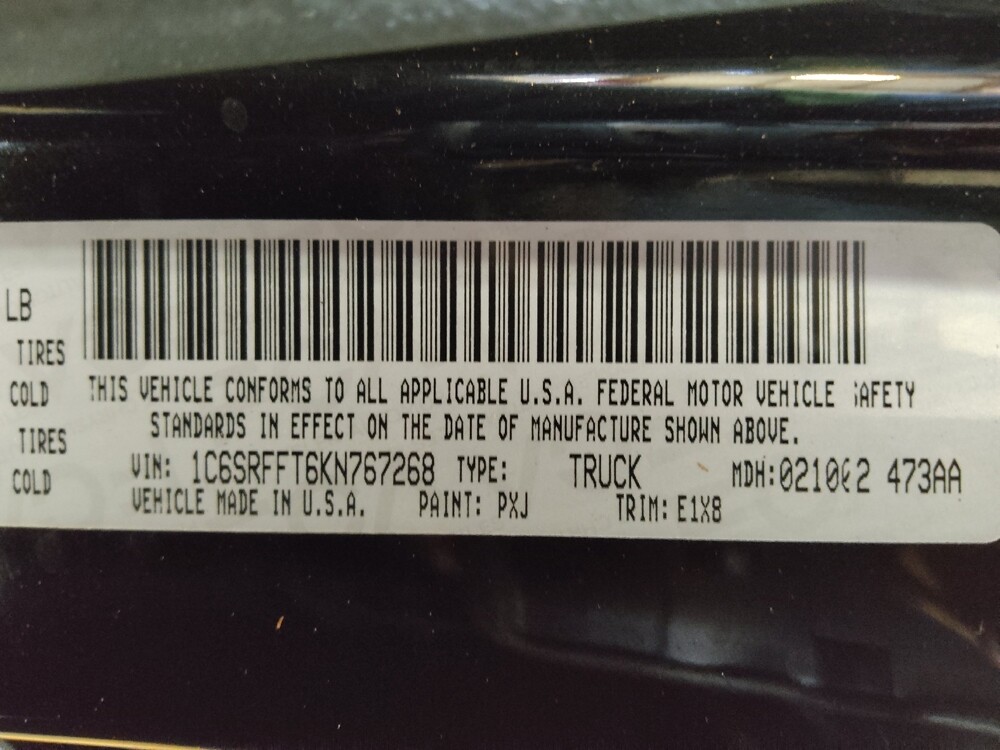 LB
TIRES
COLD
TIRES
COLD
THIS VEHICLE CONFORMS TO ALL APPLICABLE U.S.A. FEDERAL MOTOR VEHICLE SAFETY
STANDARDS IN EFFECT ON THE DATE OF MANUFACTURE SHOWN ABOVE.
VIN: 1C6SRFFT6KN767268 TYPE: TRUCK 473AA
VEHICLE MADE IN U.S.A. PAINT: PXJ TRIM: E1X8